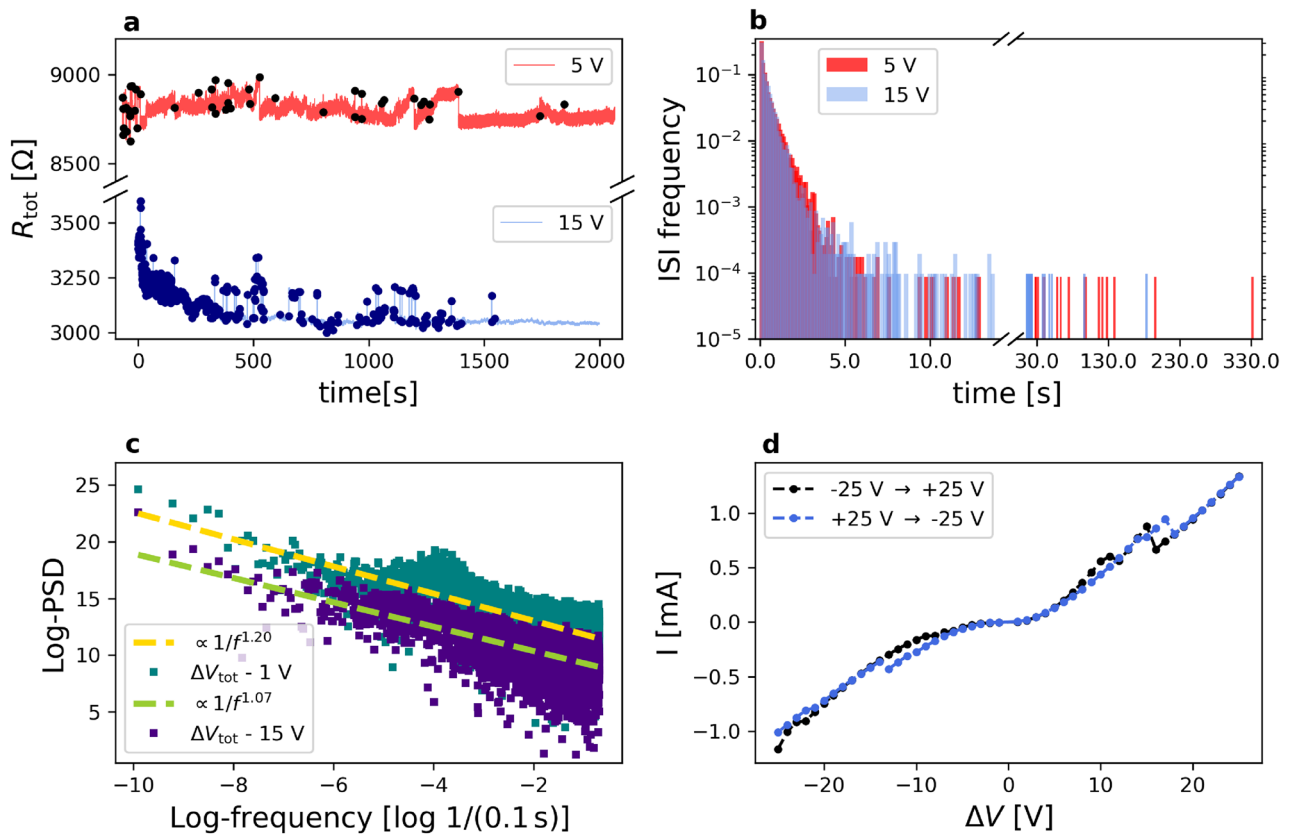 a
9000
8500
3500
3250
3000
R_tot [Ω]
5 V
15 V
0
500
1000
1500
2000
time[s]
b
10^−1
10^−2
10^−3
10^−4
10^−5
ISI frequency
5 V
15 V
0.0
5.0
10.0
30.0
130.0
230.0
330.0
time [s]
c
25
20
15
10
5
Log-PSD
∝ 1/f^1.20
ΔV_tot - 1 V
∝ 1/f^1.07
ΔV_tot - 15 V
−10
−8
−6
−4
−2
Log-frequency [log 1/(0.1 s)]
d
1.0
0.5
0.0
−0.5
−1.0
I [mA]
-25 V → +25 V
+25 V → -25 V
−20
−10
0
10
20
ΔV [V]